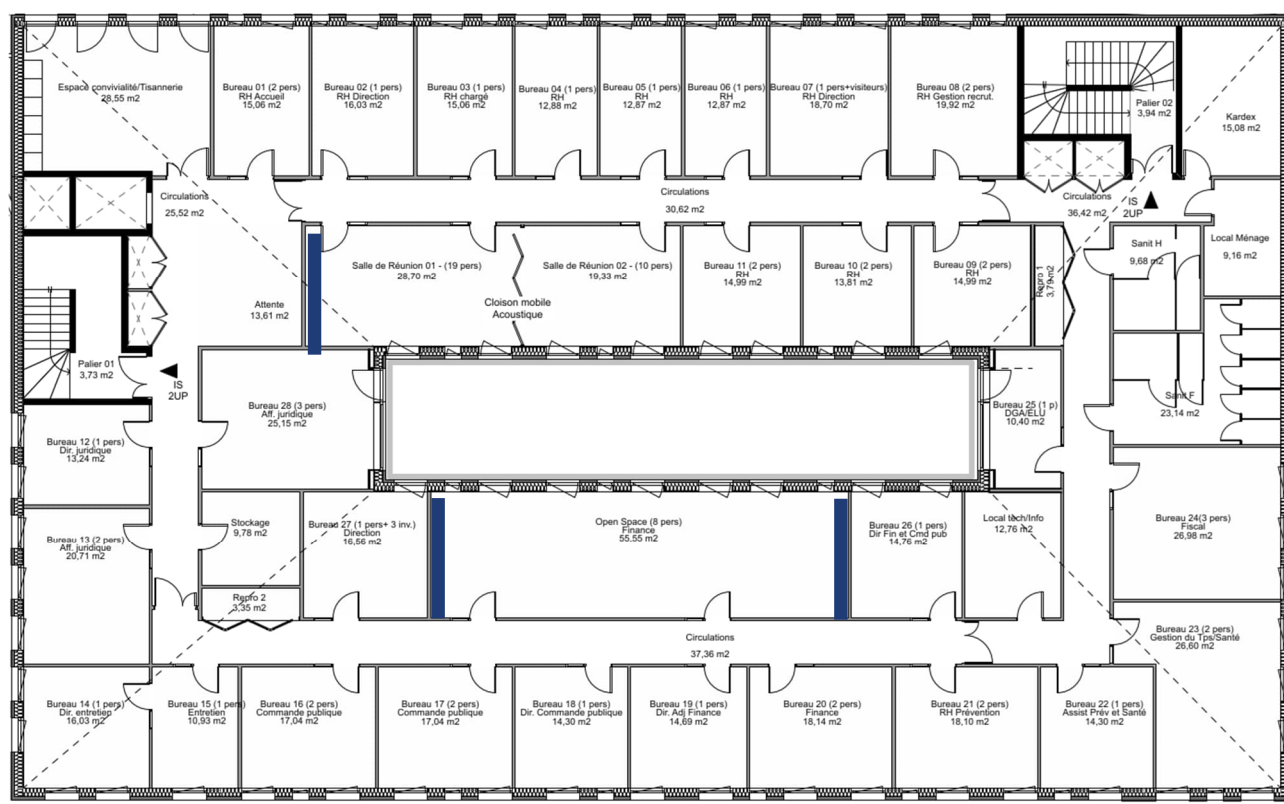 Espace convivialité/Tisannerie
28,55 m2
Bureau 01 (2 pers)
RH Accueil
15,06 m2
Bureau 02 (1 pers)
RH Direction
16,03 m2
Bureau 03 (1 pers)
RH chargé
15,06 m2
Bureau 04 (1 pers)
RH
12,88 m2
Bureau 05 (1 pers)
RH
12,87 m2
Bureau 06 (1 pers)
RH
12,87 m2
Bureau 07 (1 pers+visiteurs)
RH Direction
18,70 m2
Bureau 08 (2 pers)
RH Gestion recrut.
19,92 m2
Palier 02
3,94 m2
Kardex
15,08 m2
Circulations
25,52 m2
Circulations
30,62 m2
Circulations
36,42 m2
IS
2UP
Salle de Réunion 01 - (19 pers)
28,70 m2
Salle de Réunion 02 - (10 pers)
19,33 m2
Cloison mobile
Acoustique
Bureau 11 (2 pers)
RH
14,99 m2
Bureau 10 (2 pers)
RH
13,81 m2
Bureau 09 (2 pers)
RH
14,99 m2
Repro 1
3,79 m2
Sanit H
9,68 m2
Local Ménage
9,16 m2
Attente
13,61 m2
Palier 01
3,73 m2
IS
2UP
Bureau 28 (3 pers)
Aff. juridique
25,15 m2
Bureau 25 (1 p)
DGA/ELU
10,40 m2
Sanit F
23,14 m2
Bureau 12 (1 pers)
Dir. juridique
13,24 m2
Bureau 13 (2 pers)
Aff. juridique
20,71 m2
Stockage
9,78 m2
Bureau 27 (1 pers+ 3 inv.)
Direction
16,56 m2
Open Space (8 pers)
Finance
55,55 m2
Bureau 26 (1 pers)
Dir Fin et Cmd pub
14,76 m2
Local tech/Info
12,76 m2
Bureau 24(3 pers)
Fiscal
26,98 m2
Repro 2
3,35 m2
Circulations
37,36 m2
Bureau 23 (2 pers)
Gestion du Tps/Santé
26,60 m2
Bureau 14 (1 pers)
Dir. entretien
16,03 m2
Bureau 15 (1 pers)
Entretien
10,93 m2
Bureau 16 (2 pers)
Commande publique
17,04 m2
Bureau 17 (2 pers)
Commande publique
17,04 m2
Bureau 18 (1 pers)
Dir. Commande publique
14,30 m2
Bureau 19 (1 pers)
Dir. Adj Finance
14,69 m2
Bureau 20 (2 pers)
Finance
18,14 m2
Bureau 21 (2 pers)
RH Prévention
18,10 m2
Bureau 22 (1 pers)
Assist Prév et Santé
14,30 m2